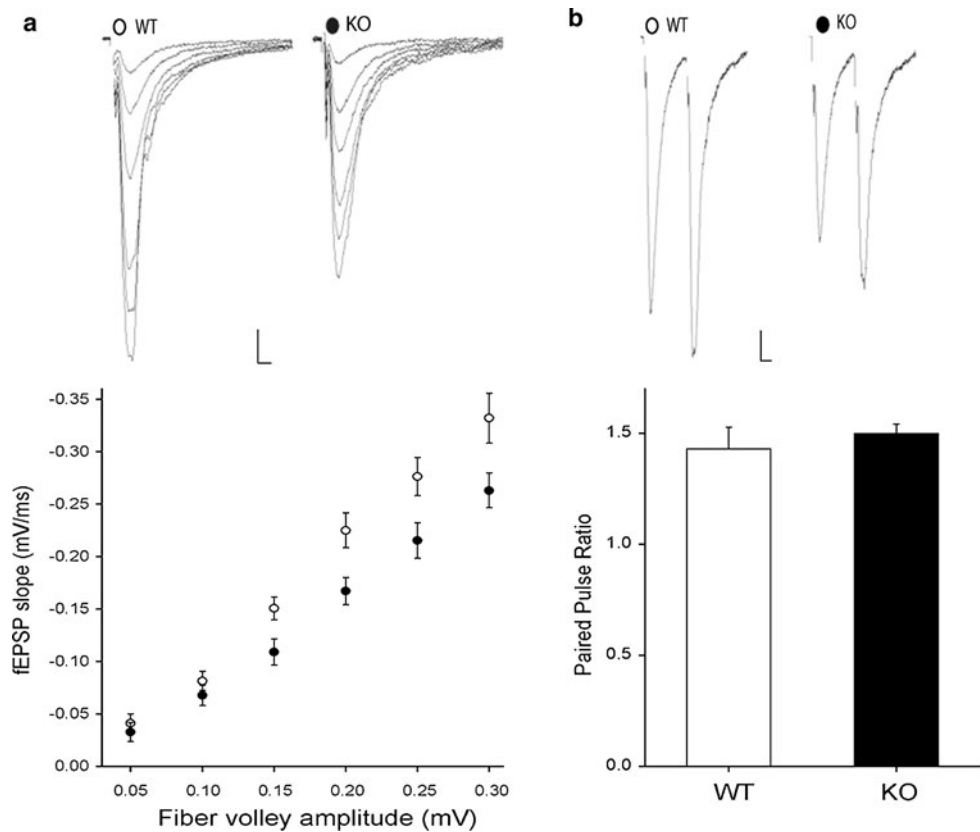 a
WT
KO
b
WT
KO
-0.35
-0.30
-0.25
-0.20
-0.15
-0.10
-0.05
0.00
fEPSP slope (mV/ms)
0.05 0.10 0.15 0.20 0.25 0.30
Fiber volley amplitude (mV)
1.5
1.0
0.5
0.0
Paired Pulse Ratio
WT KO